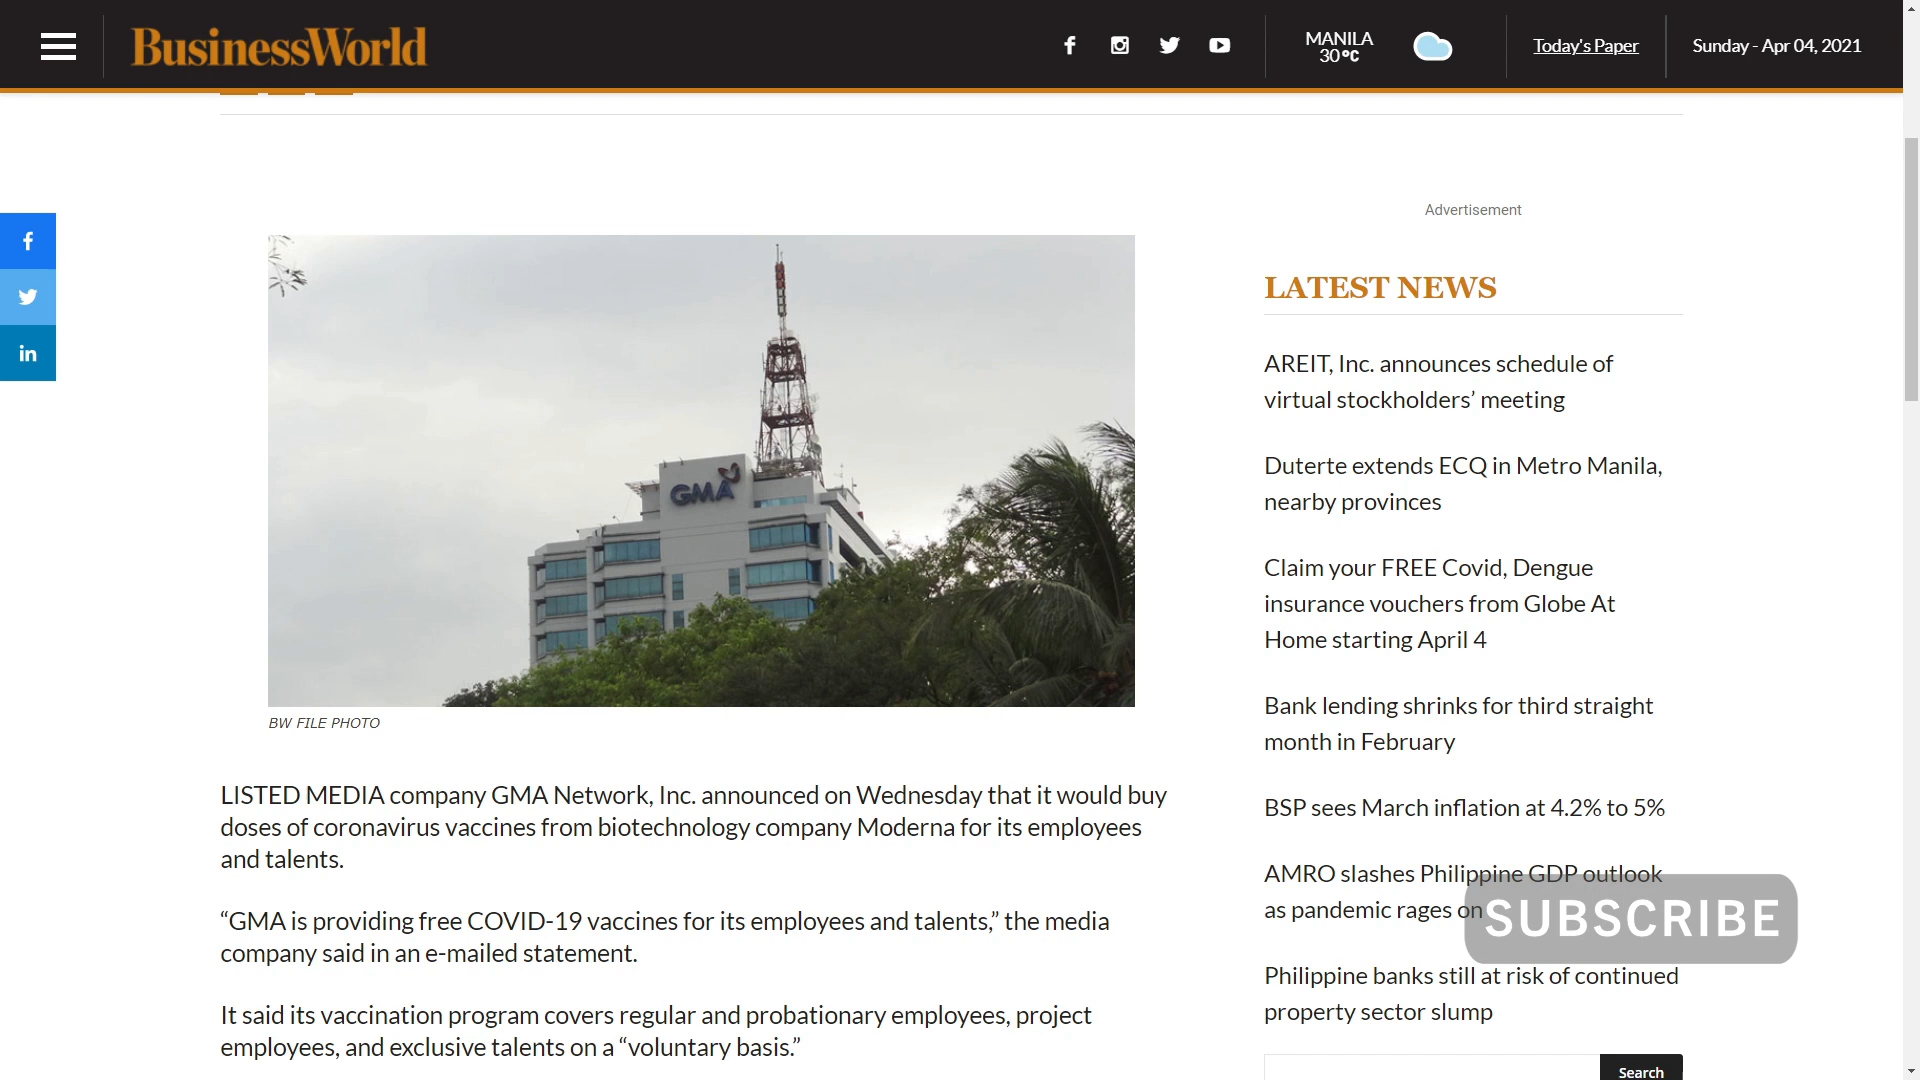 BusinessWorld
MANILA
30°C
Today's Paper
Sunday - Apr 04, 2021
Advertisement
GMA
BW FILE PHOTO
LISTED MEDIA company GMA Network, Inc. announced on Wednesday that it would buy
doses of coronavirus vaccines from biotechnology company Moderna for its employees
and talents.
“GMA is providing free COVID-19 vaccines for its employees and talents,” the media
company said in an e-mailed statement.
It said its vaccination program covers regular and probationary employees, project
employees, and exclusive talents on a “voluntary basis.”
LATEST NEWS
AREIT, Inc. announces schedule of
virtual stockholders’ meeting
Duterte extends ECQ in Metro Manila,
nearby provinces
Claim your FREE Covid, Dengue
insurance vouchers from Globe At
Home starting April 4
Bank lending shrinks for third straight
month in February
BSP sees March inflation at 4.2% to 5%
AMRO slashes Philippine GDP outlook
as pandemic rages on
SUBSCRIBE
Philippine banks still at risk of continued
property sector slump
Search